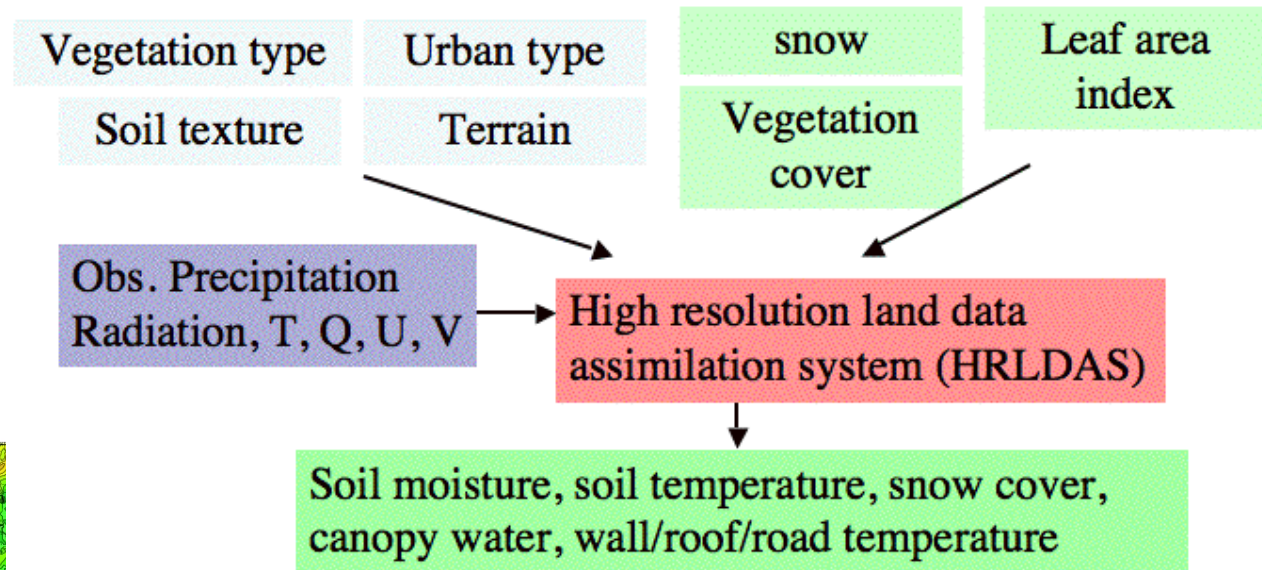 Vegetation type
Urban type
snow
Leaf area
index
Soil texture
Terrain
Vegetation
cover
Obs. Precipitation
Radiation, T, Q, U, V
High resolution land data
assimilation system (HRLDAS)
Soil moisture, soil temperature, snow cover,
canopy water, wall/roof/road temperature